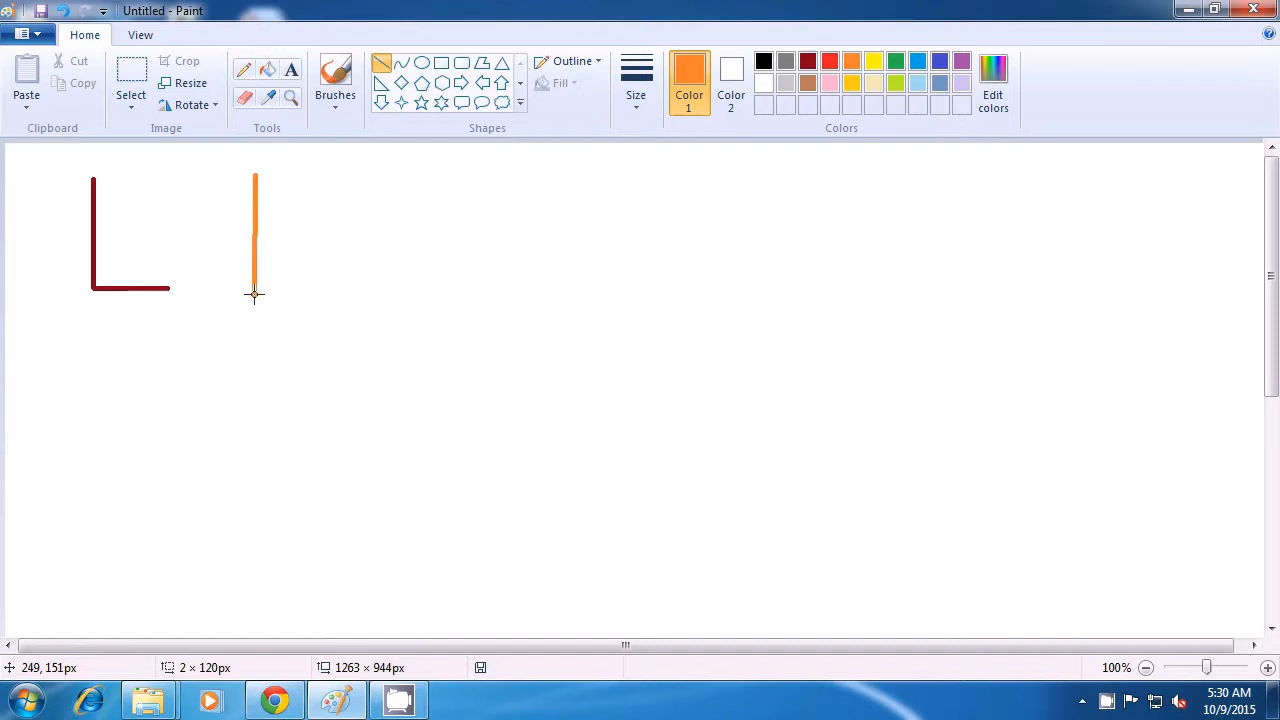 Untitled - Paint
Home View
Paste
Cut
Copy
Clipboard
Select
Crop
Resize
Rotate
Image
A
Tools
Brushes
Outline
Fill
Shapes
Size
Color 1
Color 2
Edit colors
Colors
L
249, 151px
2 × 120px
1263 × 944px
100%
5:30 AM
10/9/2015